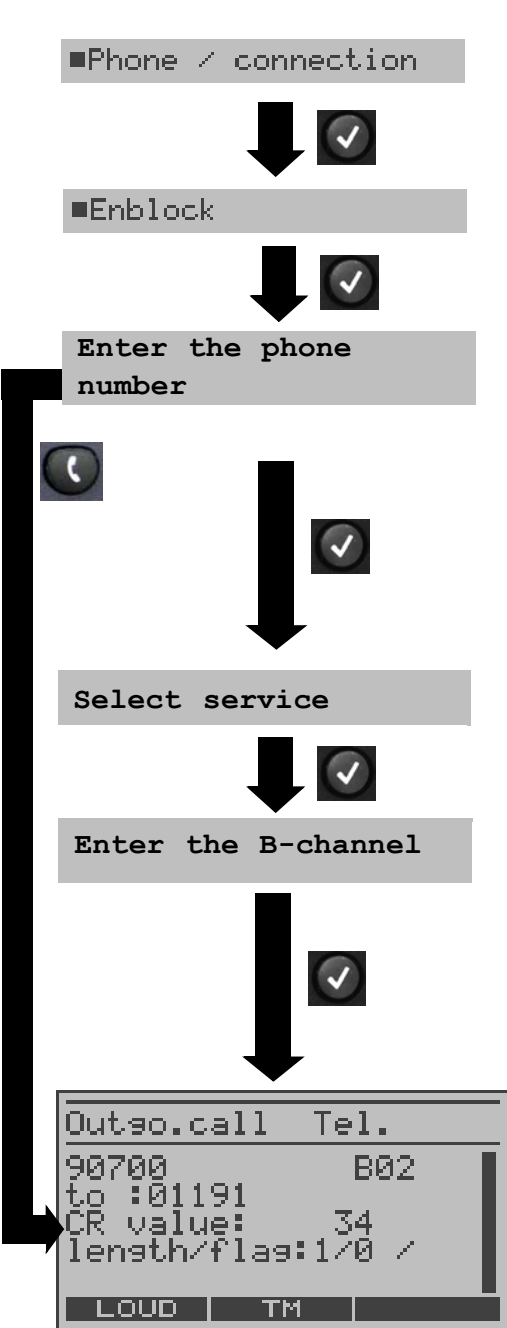 ■Phone / connection
■Enblock
Enter the phone
number
Select service
Enter the B-channel
Outgo.call Tel.
90700 B02
to :01191
CR value: 34
length/flag:1/0 /
LOUD TM